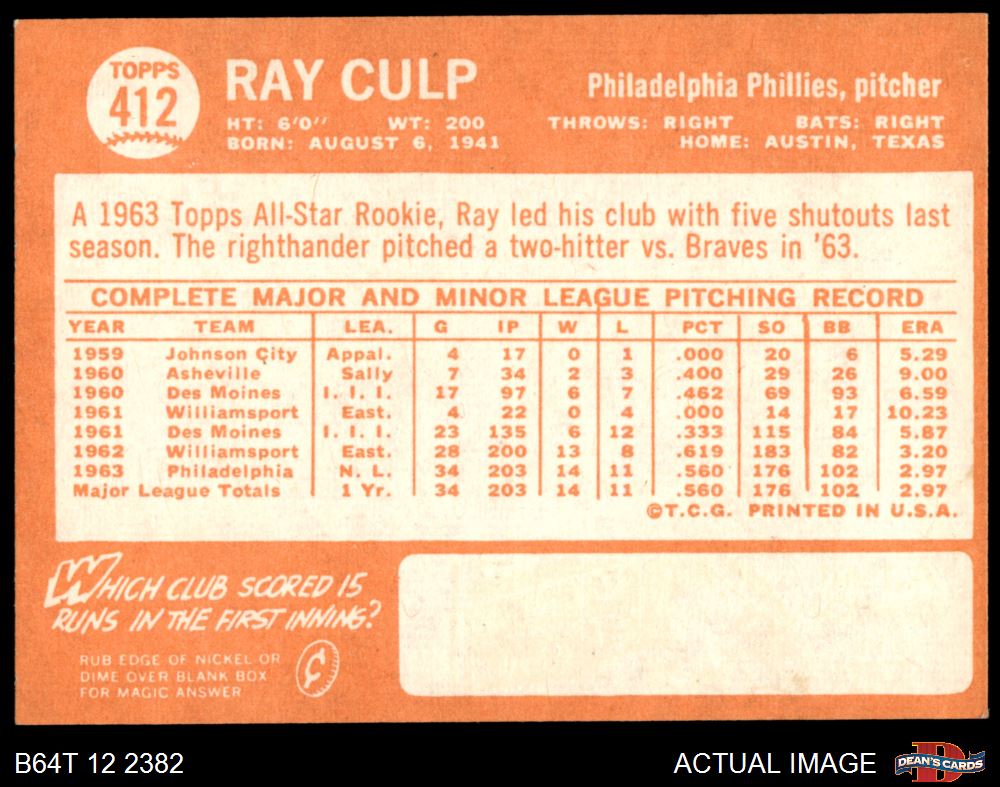 TOPPS
412
RAY CULP
Philadelphia Phillies, pitcher
HT: 6'0" WT: 200 THROWS: RIGHT BATS: RIGHT
BORN: AUGUST 6, 1941 HOME: AUSTIN, TEXAS
A 1963 Topps All-Star Rookie, Ray led his club with five shutouts last
season. The righthander pitched a two-hitter vs. Braves in '63.
COMPLETE MAJOR AND MINOR LEAGUE PITCHING RECORD
YEAR TEAM LEA. G IP W L PCT SO BB ERA
1959 Johnson City Appal. 4 17 0 1 .000 20 6 5.29
1960 Asheville Sally 7 34 2 3 .400 29 26 9.00
1960 Des Moines I. I. I. 17 97 6 7 .462 69 93 6.59
1961 Williamsport East. 4 22 0 4 .000 14 17 10.23
1961 Des Moines I. I. I. 23 135 6 12 .333 115 84 5.87
1962 Williamsport East. 28 200 13 8 .619 183 82 3.20
1963 Philadelphia N. L. 34 203 14 11 .560 176 102 2.97
Major League Totals 1 Yr. 34 203 14 11 .560 176 102 2.97
©T.C.G. PRINTED IN U.S.A.
WHICH CLUB SCORED 15
RUNS IN THE FIRST INNING?
RUB EDGE OF NICKEL OR
DIME OVER BLANK BOX
FOR MAGIC ANSWER
¢
B64T 12 2382
ACTUAL IMAGE
D
DEAN'S CARDS